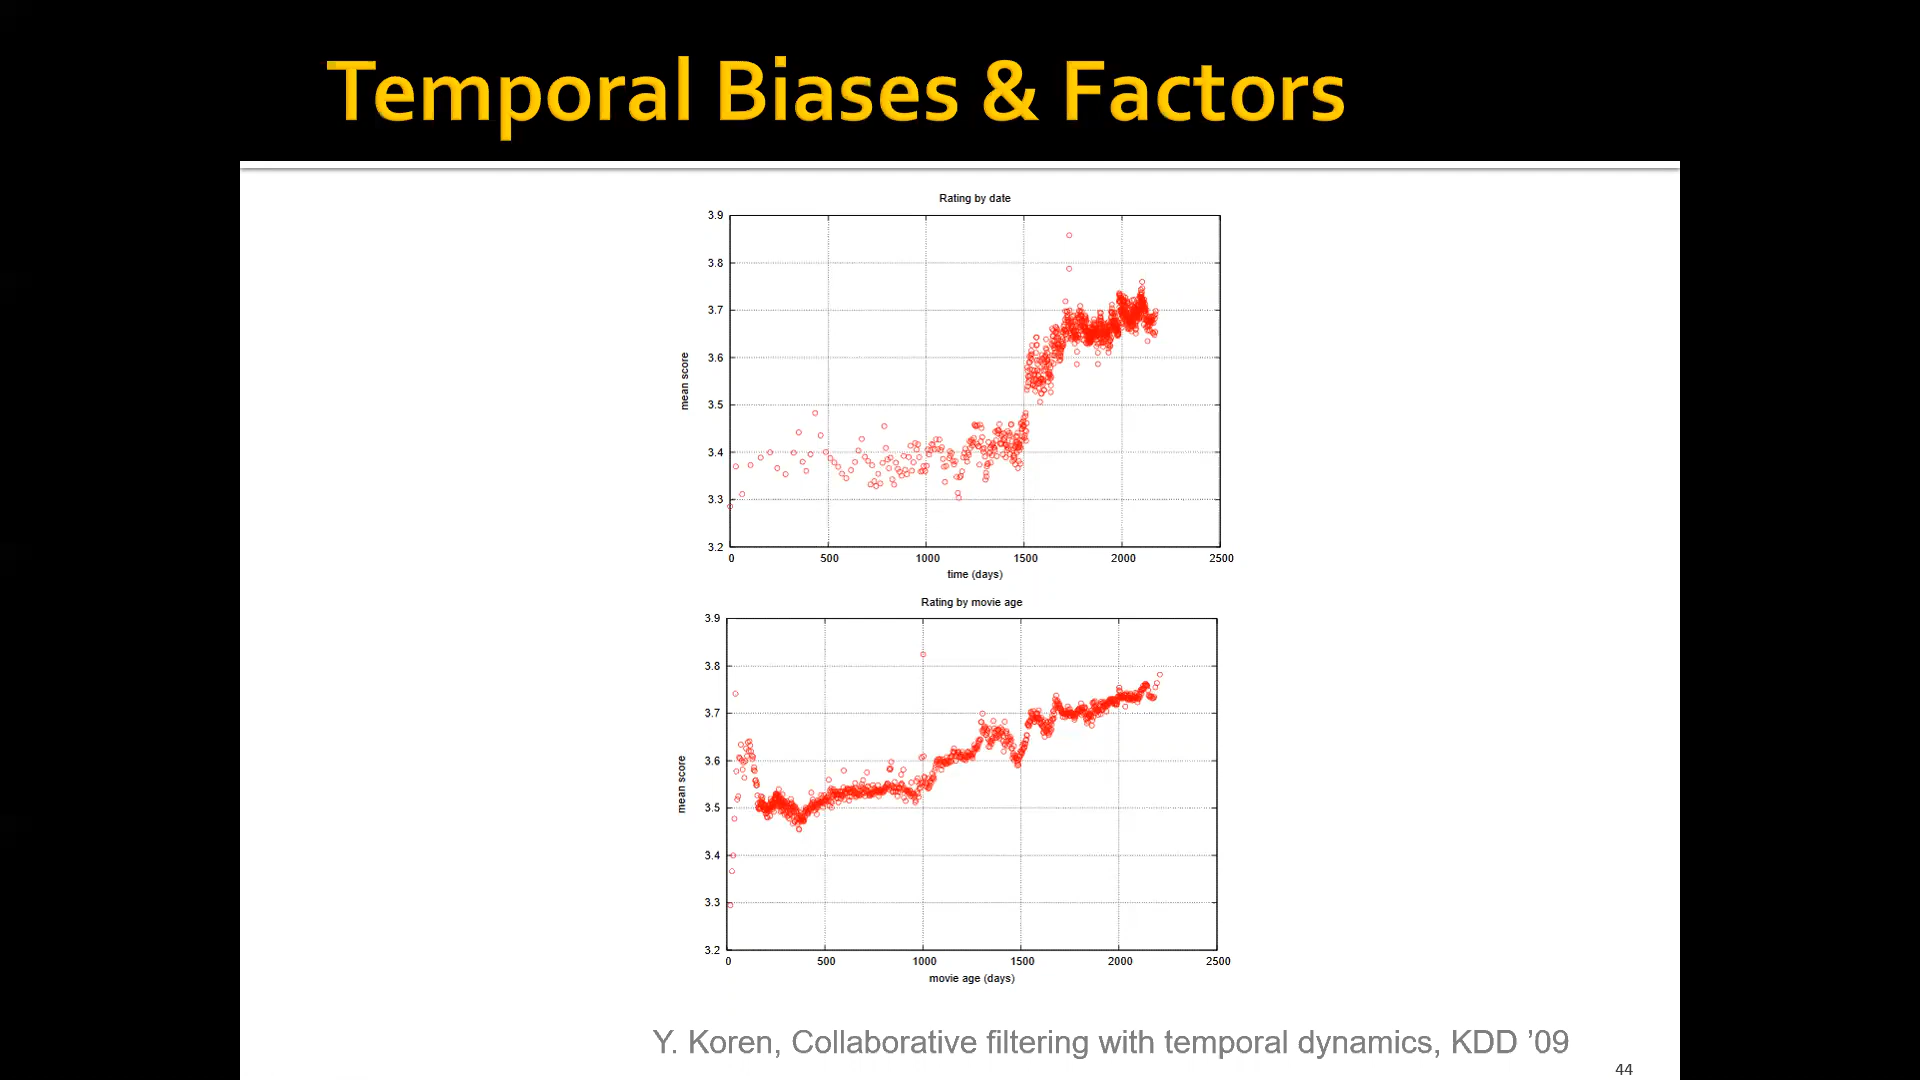 Temporal Biases & Factors
Rating by date
3.9
3.8
3.7
3.6
3.5
3.4
3.3
3.2
mean score
0 500 1000 1500 2000 2500
time (days)
Rating by movie age
3.9
3.8
3.7
3.6
3.5
3.4
3.3
3.2
mean score
0 500 1000 1500 2000 2500
movie age (days)
Y. Koren, Collaborative filtering with temporal dynamics, KDD ’09
44